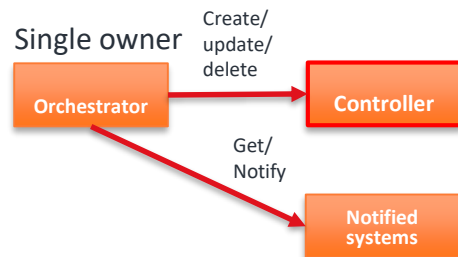 Single owner
Create/
update/
delete
Orchestrator
Controller
Get/
Notify
Notified
systems